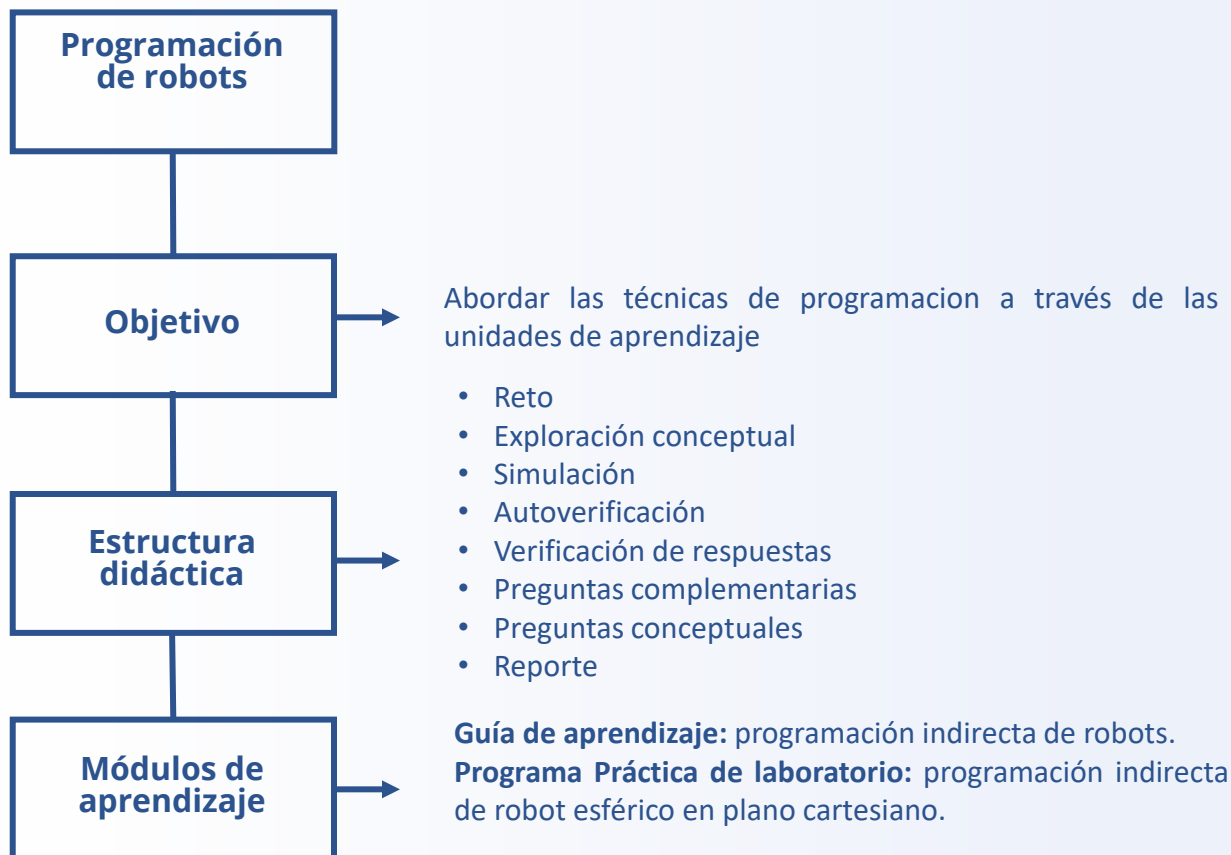 Programación
de robots
Objetivo
Abordar las técnicas de programacion a través de las
unidades de aprendizaje
Estructura
didáctica
• Reto
• Exploración conceptual
• Simulación
• Autoverificación
• Verificación de respuestas
• Preguntas complementarias
• Preguntas conceptuales
• Reporte
Módulos de
aprendizaje
Guía de aprendizaje: programación indirecta de robots.
Programa Práctica de laboratorio: programación indirecta
de robot esférico en plano cartesiano.